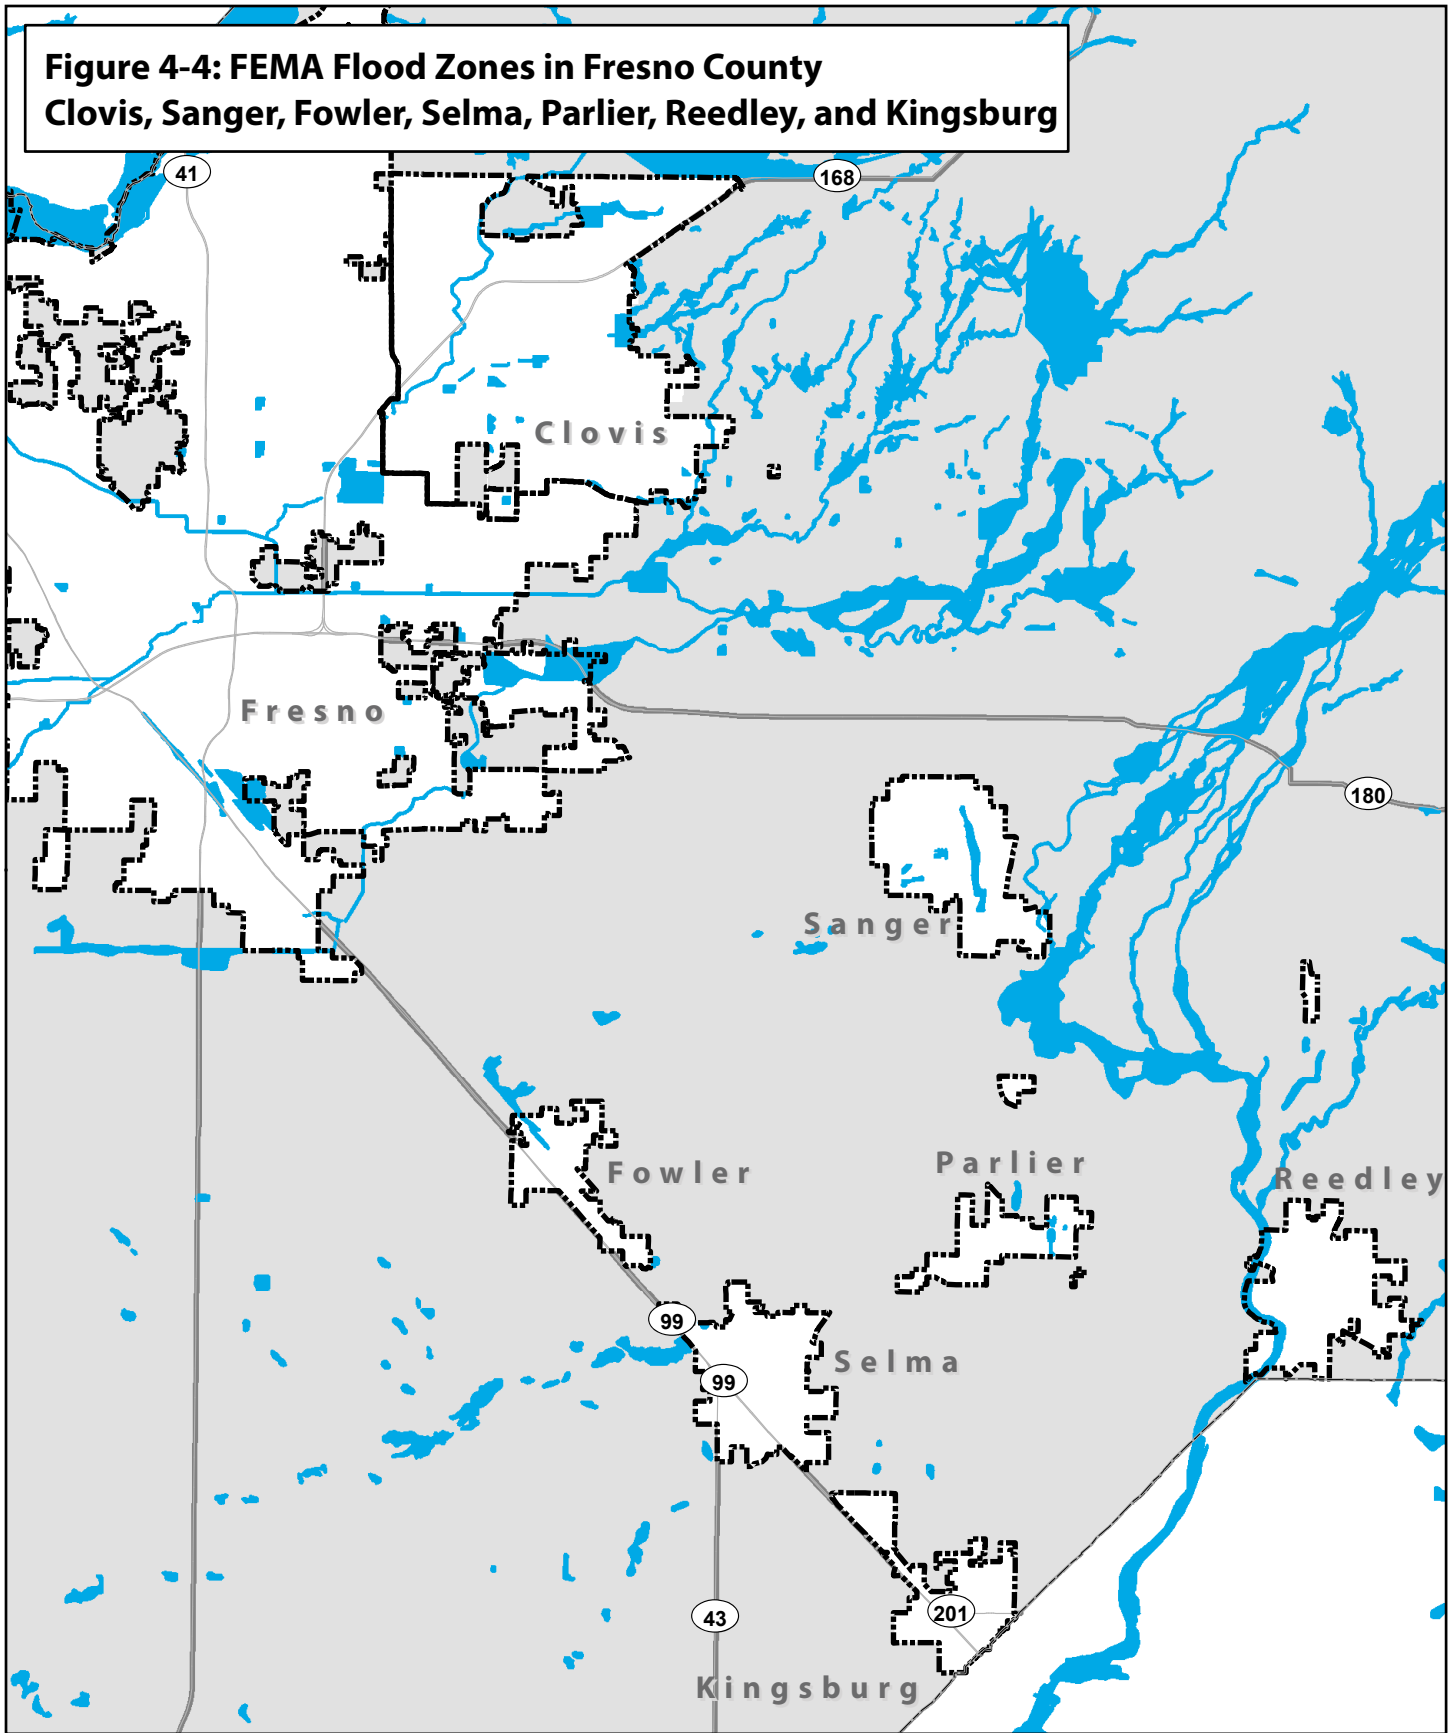 Figure 4-4: FEMA Flood Zones in Fresno County
Clovis, Sanger, Fowler, Selma, Parlier, Reedley, and Kingsburg
41
168
Clovis
Fresno
180
Sanger
Parlier
Fowler
Reedley
99
Selma
99
201
43
Kingsburg